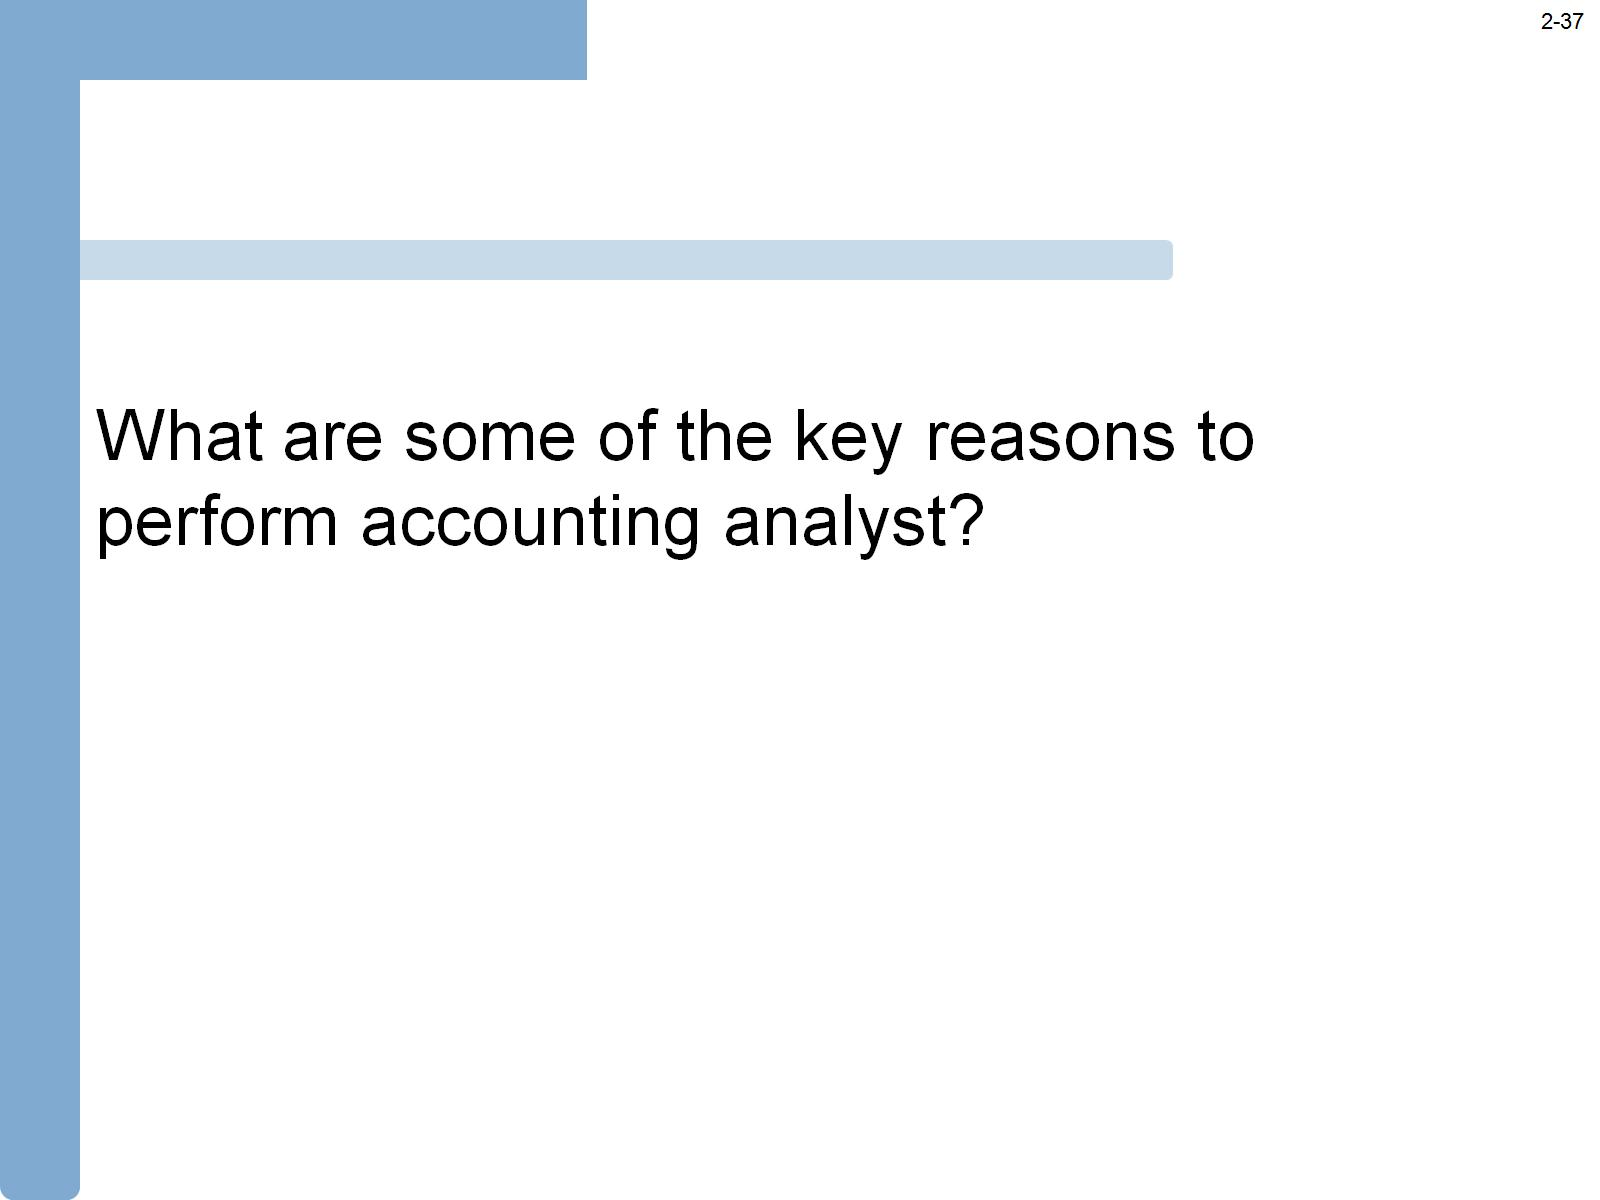 2-37
What are some of the key reasons to
perform accounting analyst?